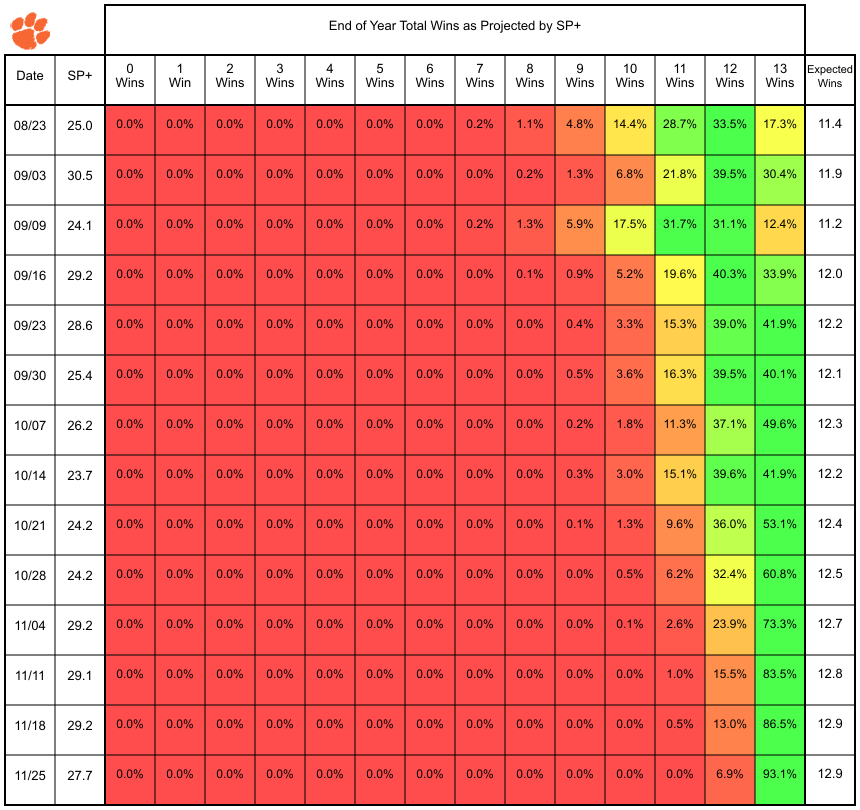 End of Year Total Wins as Projected by SP+
Date SP+ 0 Wins 1 Win 2 Wins 3 Wins 4 Wins 5 Wins 6 Wins 7 Wins 8 Wins 9 Wins 10 Wins 11 Wins 12 Wins 13 Wins Expected Wins
08/23 25.0 0.0% 0.0% 0.0% 0.0% 0.0% 0.0% 0.0% 0.2% 1.1% 4.8% 14.4% 28.7% 33.5% 17.3% 11.4
09/03 30.5 0.0% 0.0% 0.0% 0.0% 0.0% 0.0% 0.0% 0.0% 0.2% 1.3% 6.8% 21.8% 39.5% 30.4% 11.9
09/09 24.1 0.0% 0.0% 0.0% 0.0% 0.0% 0.0% 0.0% 0.2% 1.3% 5.9% 17.5% 31.7% 31.1% 12.4% 11.2
09/16 29.2 0.0% 0.0% 0.0% 0.0% 0.0% 0.0% 0.0% 0.0% 0.1% 0.9% 5.2% 19.6% 40.3% 33.9% 12.0
09/23 28.6 0.0% 0.0% 0.0% 0.0% 0.0% 0.0% 0.0% 0.0% 0.0% 0.4% 3.3% 15.3% 39.0% 41.9% 12.2
09/30 25.4 0.0% 0.0% 0.0% 0.0% 0.0% 0.0% 0.0% 0.0% 0.0% 0.5% 3.6% 16.3% 39.5% 40.1% 12.1
10/07 26.2 0.0% 0.0% 0.0% 0.0% 0.0% 0.0% 0.0% 0.0% 0.0% 0.2% 1.8% 11.3% 37.1% 49.6% 12.3
10/14 23.7 0.0% 0.0% 0.0% 0.0% 0.0% 0.0% 0.0% 0.0% 0.0% 0.3% 3.0% 15.1% 39.6% 41.9% 12.2
10/21 24.2 0.0% 0.0% 0.0% 0.0% 0.0% 0.0% 0.0% 0.0% 0.0% 0.1% 1.3% 9.6% 36.0% 53.1% 12.4
10/28 24.2 0.0% 0.0% 0.0% 0.0% 0.0% 0.0% 0.0% 0.0% 0.0% 0.0% 0.5% 6.2% 32.4% 60.8% 12.5
11/04 29.2 0.0% 0.0% 0.0% 0.0% 0.0% 0.0% 0.0% 0.0% 0.0% 0.0% 0.1% 2.6% 23.9% 73.3% 12.7
11/11 29.1 0.0% 0.0% 0.0% 0.0% 0.0% 0.0% 0.0% 0.0% 0.0% 0.0% 0.0% 1.0% 15.5% 83.5% 12.8
11/18 29.2 0.0% 0.0% 0.0% 0.0% 0.0% 0.0% 0.0% 0.0% 0.0% 0.0% 0.0% 0.5% 13.0% 86.5% 12.9
11/25 27.7 0.0% 0.0% 0.0% 0.0% 0.0% 0.0% 0.0% 0.0% 0.0% 0.0% 0.0% 0.0% 6.9% 93.1% 12.9